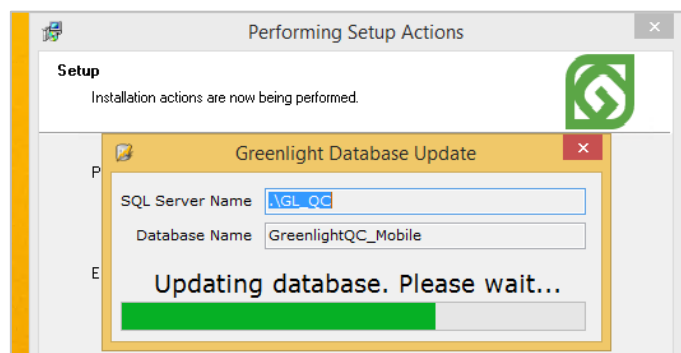 Performing Setup Actions
Setup
Installation actions are now being performed.
P
Greenlight Database Update
SQL Server Name .\GL_QC
Database Name GreenlightQC_Mobile
E
Updating database. Please wait...